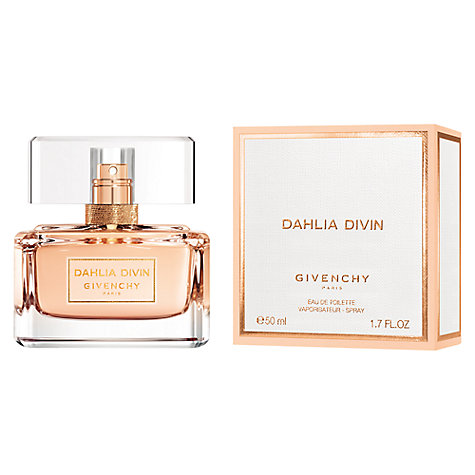 DAHLIA DIVIN
GIVENCHY
PARIS
DAHLIA DIVIN
GIVENCHY
PARIS
EAU DE TOILETTE
VAPORISATEUR - SPRAY
℮50 ml 1.7 FL.OZ